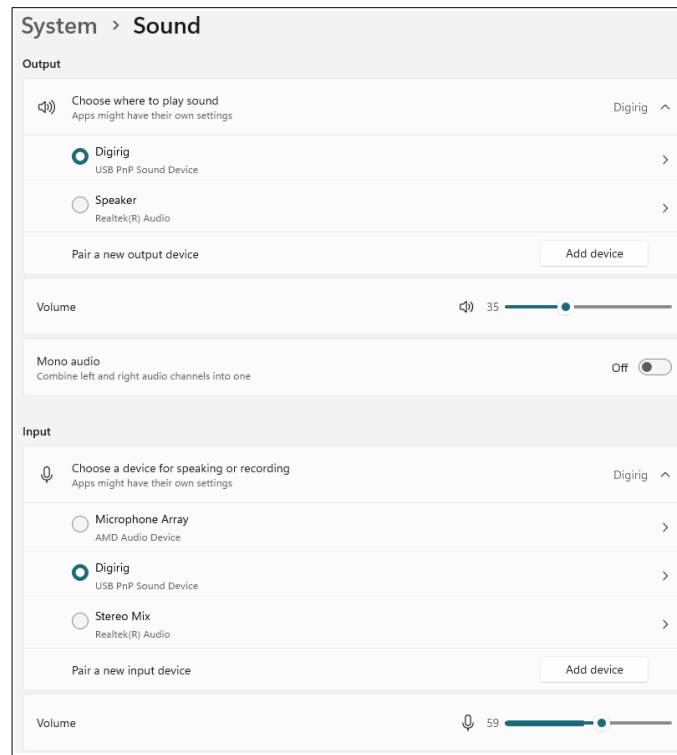 System > Sound
Output
Choose where to play sound
Apps might have their own settings
Digirig
Digirig
USB PnP Sound Device
Speaker
Realtek(R) Audio
Pair a new output device
Add device
Volume
35
Mono audio
Combine left and right audio channels into one
Off
Input
Choose a device for speaking or recording
Apps might have their own settings
Digirig
Microphone Array
AMD Audio Device
Digirig
USB PnP Sound Device
Stereo Mix
Realtek(R) Audio
Pair a new input device
Add device
Volume
59